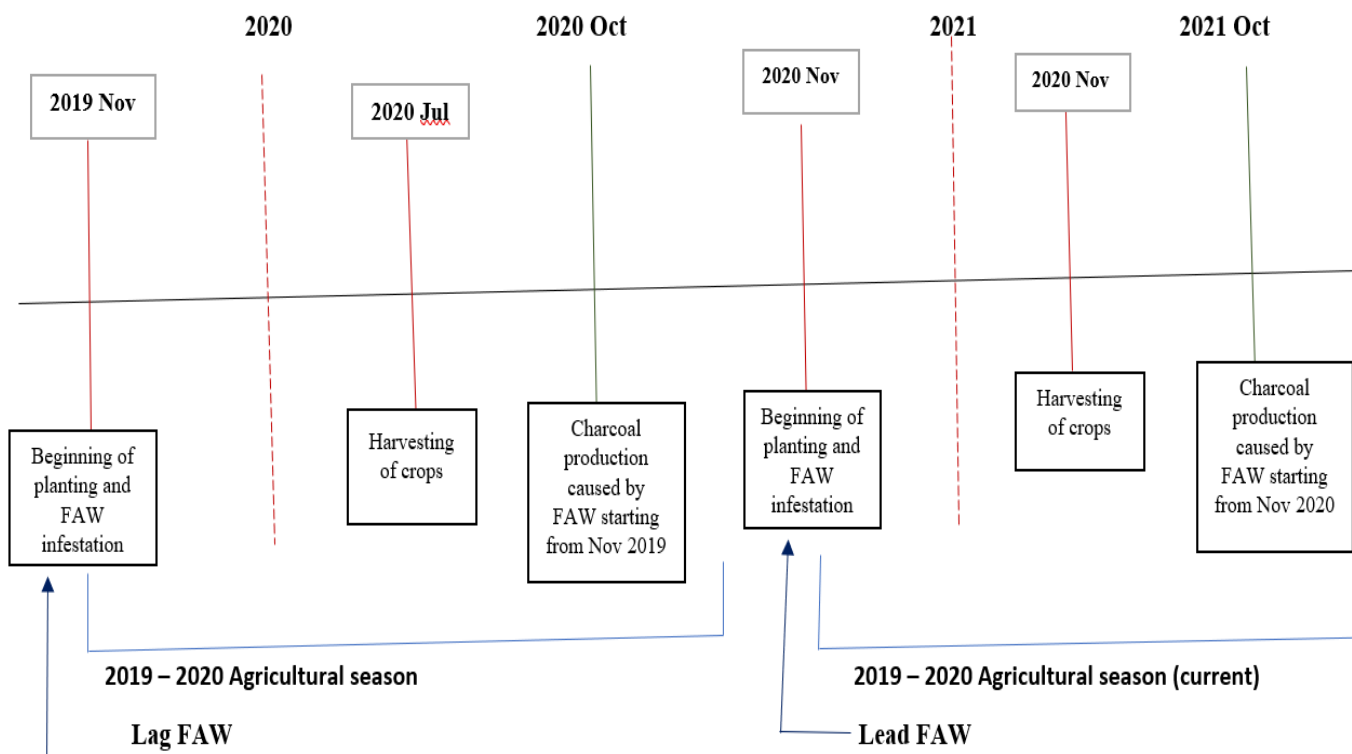 2020
2020 Oct
2021
2021 Oct
2019 Nov
2020 Jul
2020 Nov
2020 Nov
Beginning of
planting and
FAW
infestation
Harvesting
of crops
Charcoal
production
caused by
FAW starting
from Nov 2019
Beginning of
planting and
FAW
infestation
Harvesting
of crops
Charcoal
production
caused by
FAW starting
from Nov 2020
2019 – 2020 Agricultural season
2019 – 2020 Agricultural season (current)
Lag FAW
Lead FAW